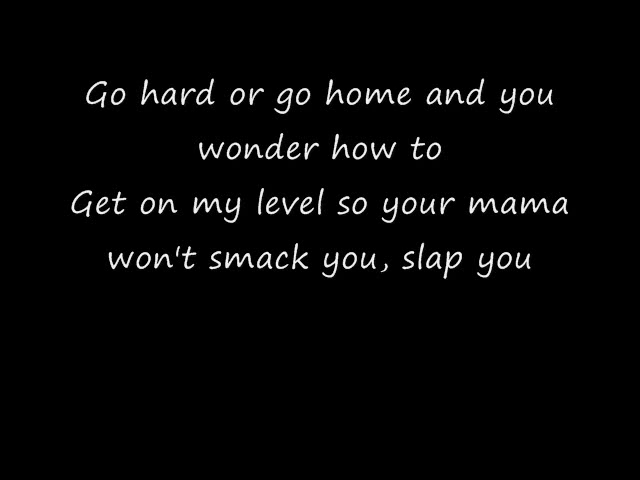 Go hard or go home and you
wonder how to
Get on my level so your mama
won't smack you, slap you